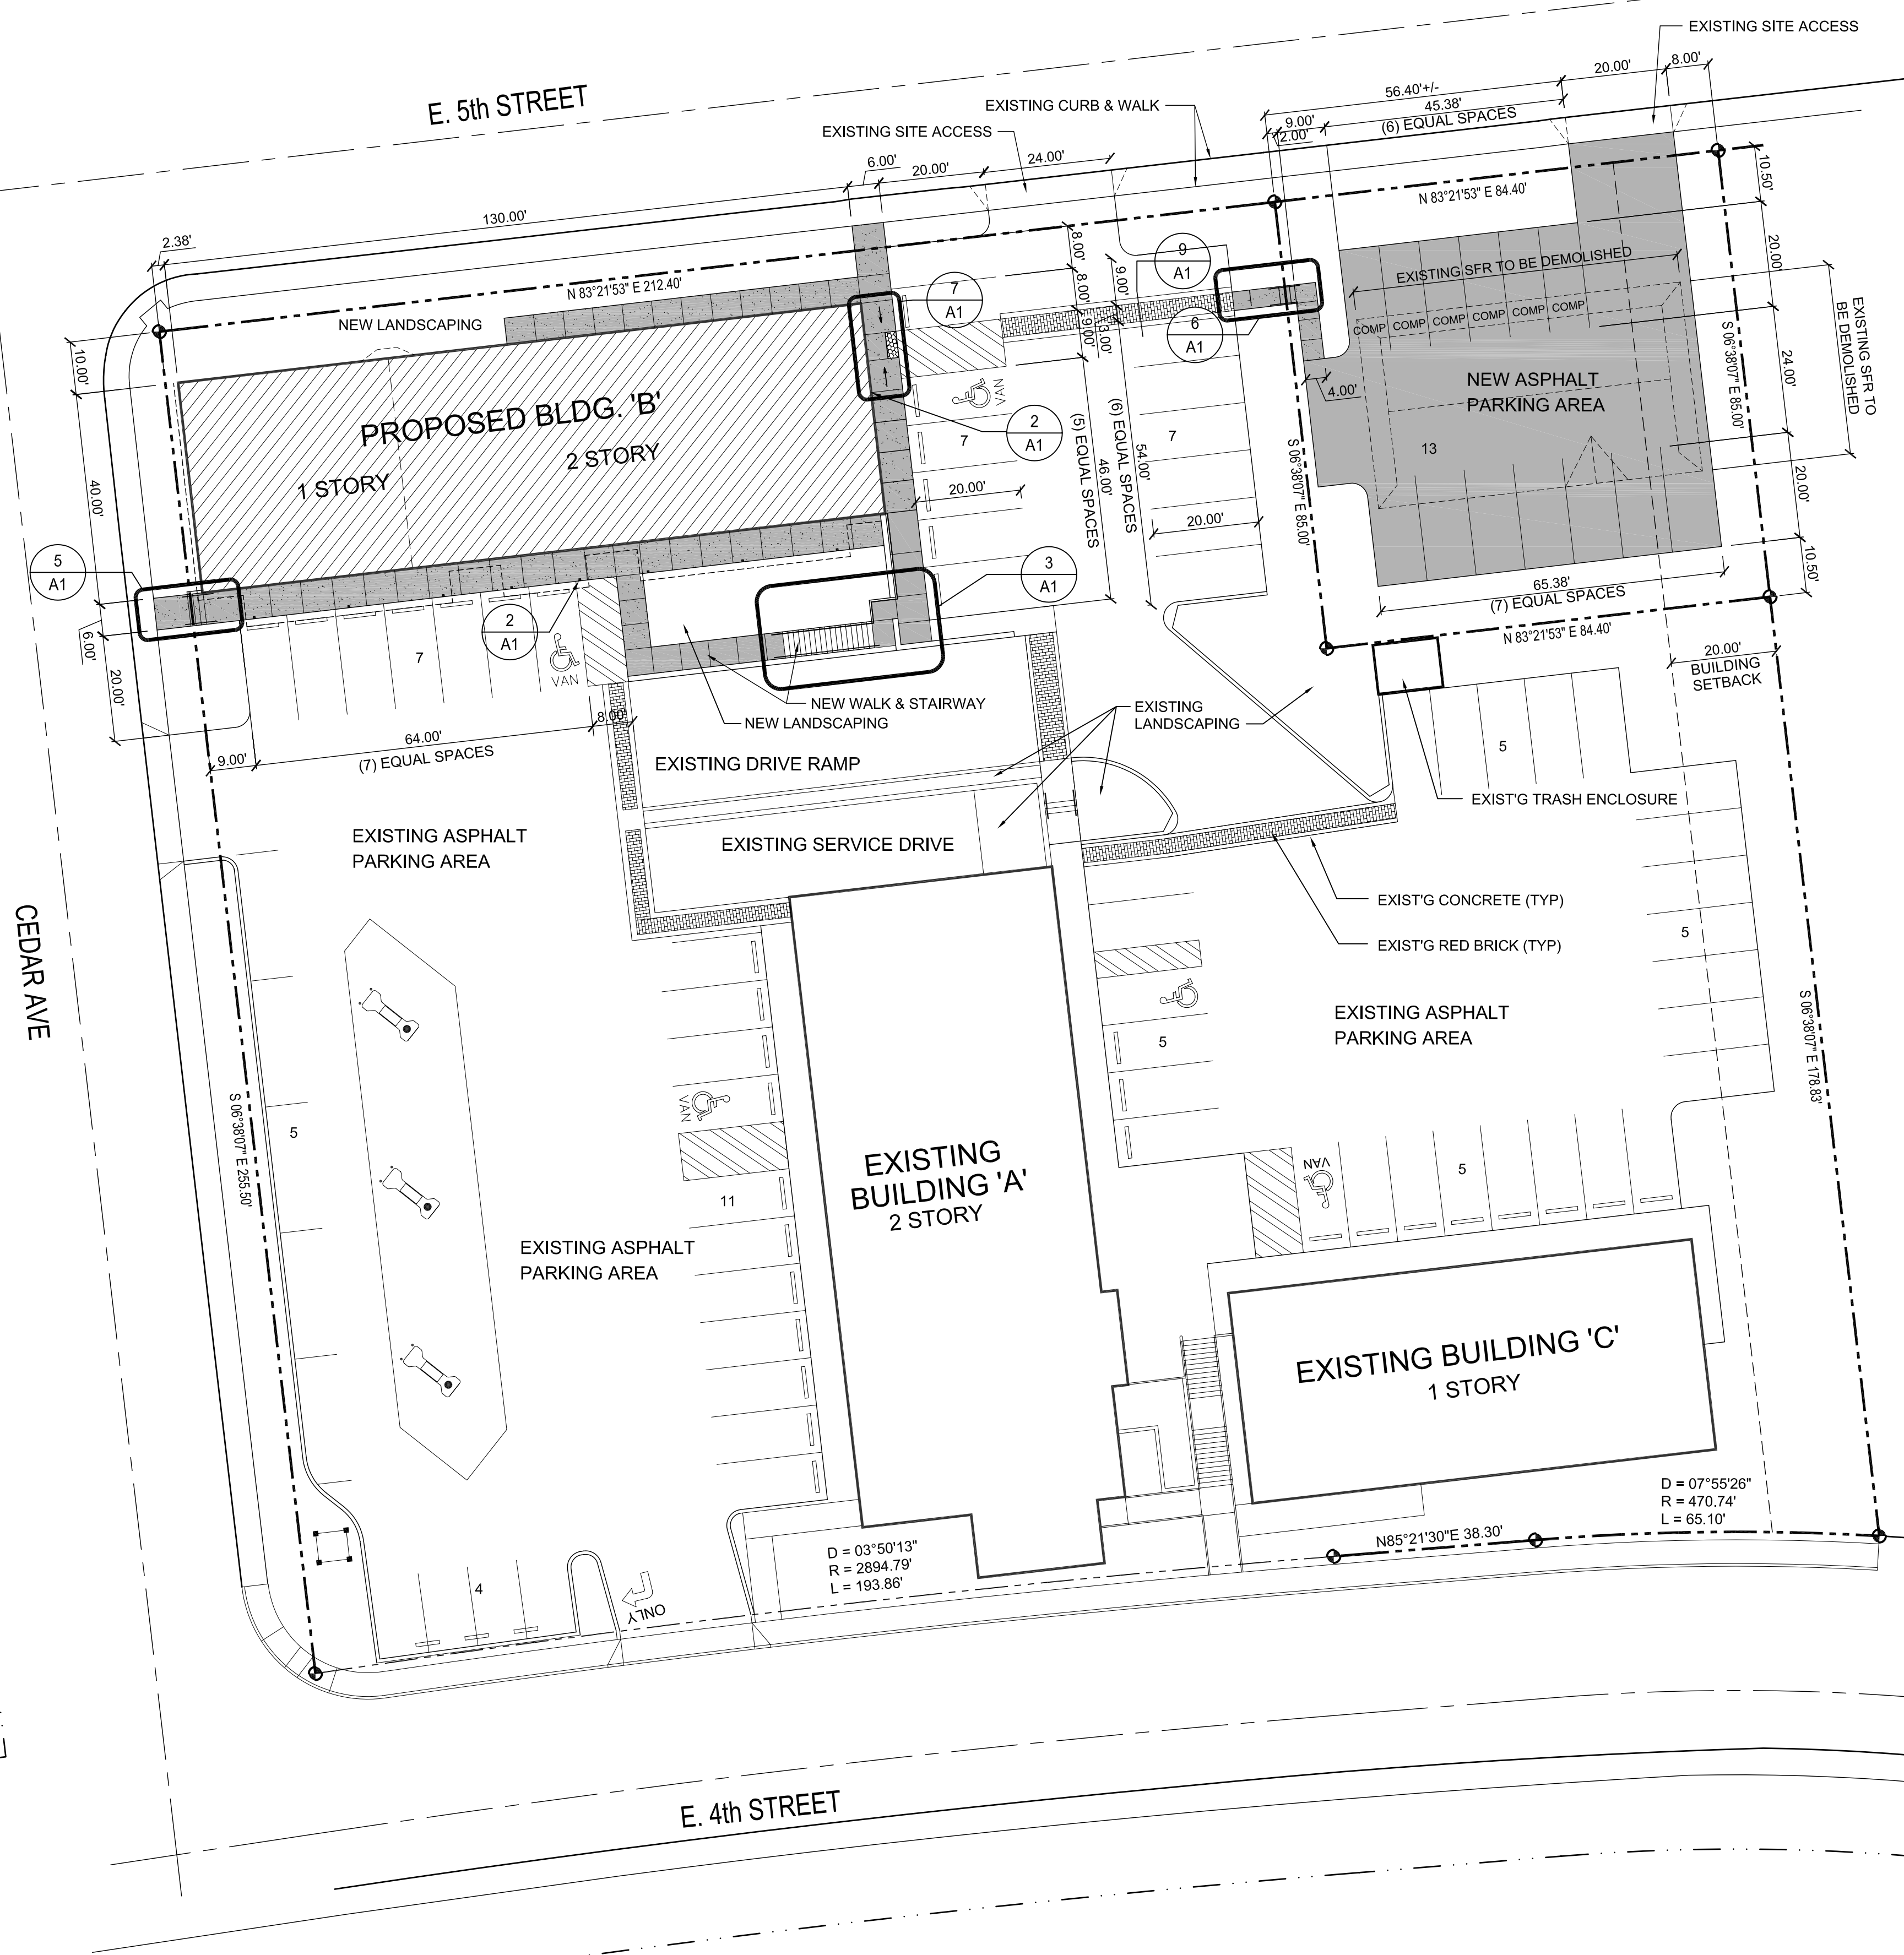 EXISTING SITE ACCESS
E. 5th STREET
EXISTING CURB & WALK
EXISTING SITE ACCESS
56.40'+/-
20.00'
8.00'
9.00'
2.00'
45.38'
(6) EQUAL SPACES
6.00'
20.00'
24.00'
130.00'
2.38'
N 83°21'53" E 212.40'
N 83°21'53" E 84.40'
NEW LANDSCAPING
10.00'
40.00'
6.00'
20.00'
PROPOSED BLDG. 'B'
1 STORY
2 STORY
7
A1
9
A1
6
A1
2
A1
3
A1
5
A1
2
A1
8.00'
8.00'
9.00'
9.00'
3.00'
VAN
7
(5) EQUAL SPACES
46.00'
(6) EQUAL SPACES
54.00'
7
20.00'
20.00'
4.00'
S 06°38'07" E 85.00'
EXISTING SFR TO BE DEMOLISHED
COMP COMP COMP COMP COMP COMP
NEW ASPHALT
PARKING AREA
13
S 06°38'07" E 85.00'
10.50'
20.00'
24.00'
20.00'
10.50'
EXISTING SFR TO
BE DEMOLISHED
65.38'
(7) EQUAL SPACES
N 83°21'53" E 84.40'
20.00'
BUILDING
SETBACK
7
VAN
9.00'
64.00'
(7) EQUAL SPACES
8.00'
NEW WALK & STAIRWAY
NEW LANDSCAPING
EXISTING
LANDSCAPING
EXISTING DRIVE RAMP
EXISTING SERVICE DRIVE
EXISTING ASPHALT
PARKING AREA
5
EXIST'G TRASH ENCLOSURE
EXIST'G CONCRETE (TYP)
EXIST'G RED BRICK (TYP)
5
CEDAR AVE
S 06°38'07" E 255.50'
5
VAN
11
EXISTING ASPHALT
PARKING AREA
EXISTING
BUILDING 'A'
2 STORY
5
EXISTING ASPHALT
PARKING AREA
S 06°38'07" E 178.83'
VAN
5
EXISTING BUILDING 'C'
1 STORY
D = 07°55'26"
R = 470.74'
L = 65.10'
N85°21'30"E 38.30'
D = 03°50'13"
R = 2894.79'
L = 193.86'
4
ONLY
E. 4th STREET